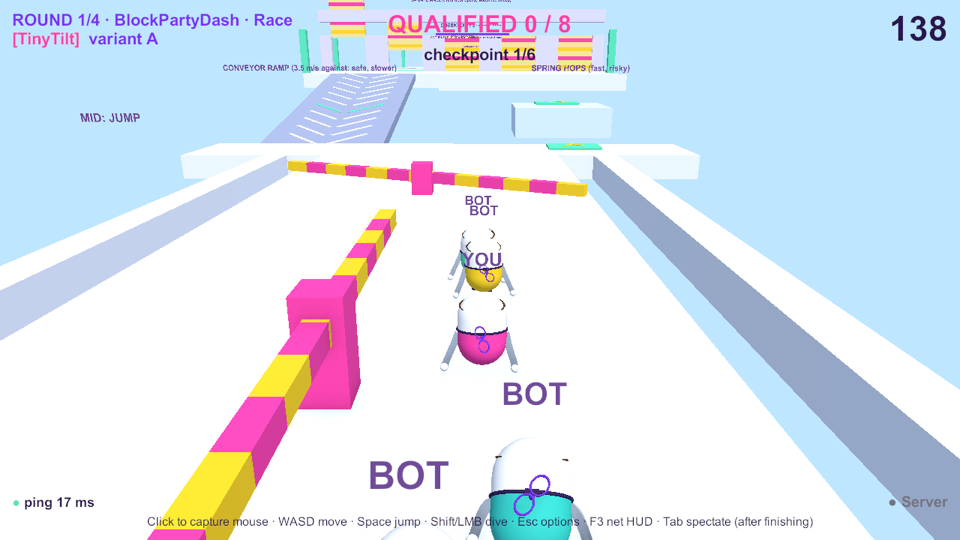 ROUND 1/4 · BlockPartyDash · Race
[TinyTilt] variant A
QUALIFIED 0 / 8
checkpoint 1/6
138
CONVEYOR RAMP (3.5 m/s against: safe, slower)
SPRING HOPS (fast, risky)
MID: JUMP
BOT
BOT
YOU
BOT
BOT
● ping 17 ms
● Server
Click to capture mouse · WASD move · Space jump · Shift/LMB dive · Esc options · F3 net HUD · Tab spectate (after finishing)